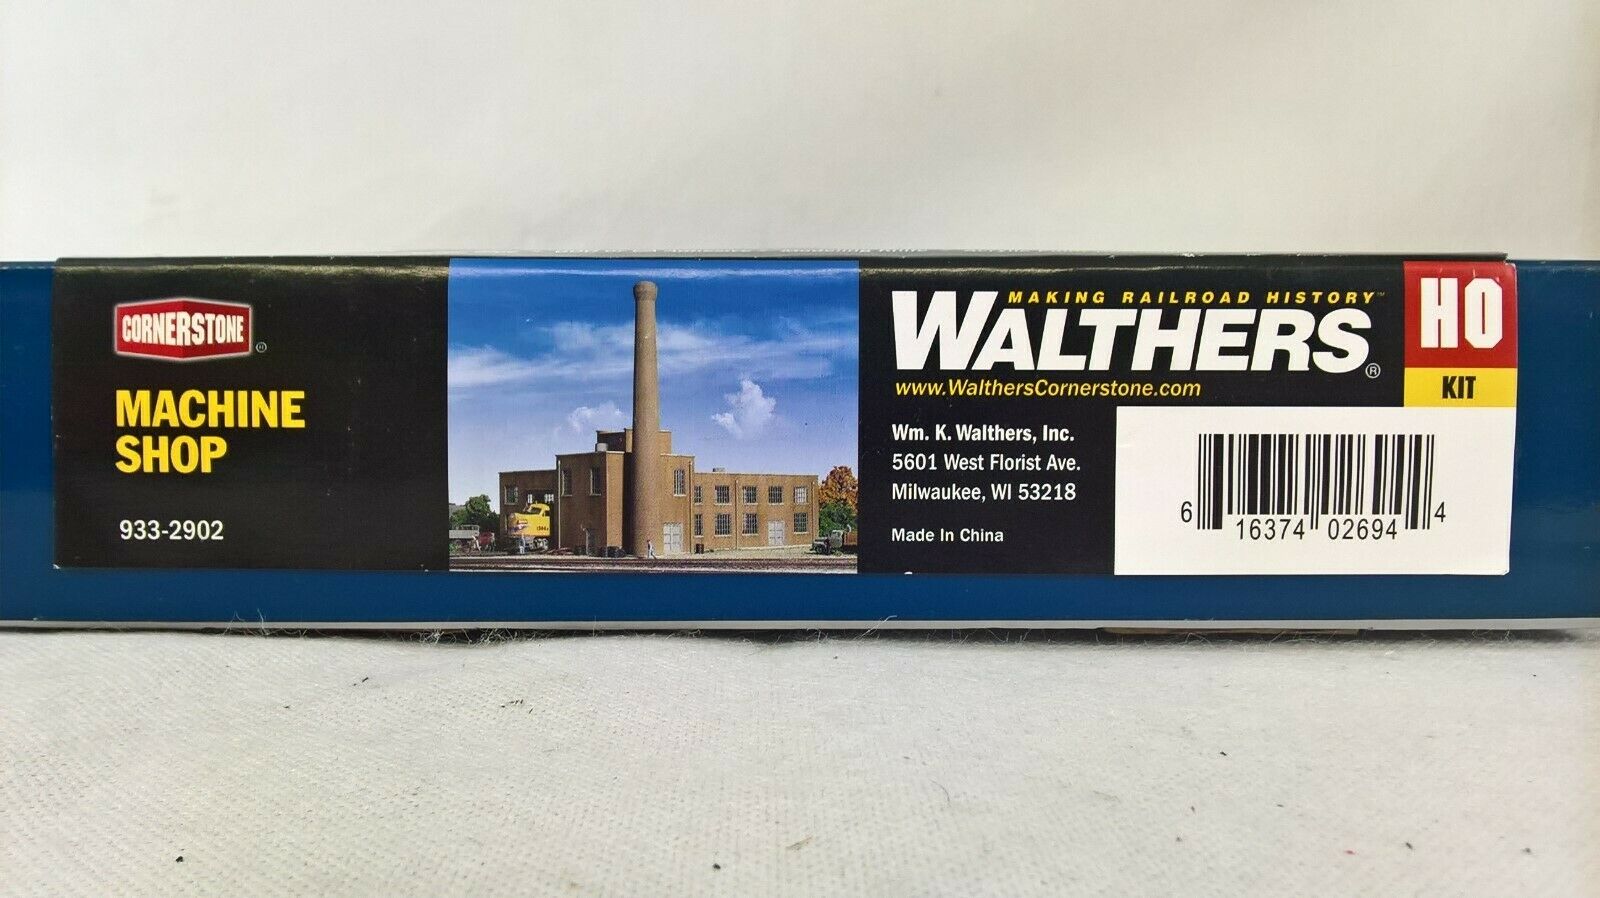 CORNERSTONE®
MACHINE
SHOP
933-2902
MAKING RAILROAD HISTORY™
WALTHERS®
www.WalthersCornerstone.com
Wm. K. Walthers, Inc.
5601 West Florist Ave.
Milwaukee, WI 53218
Made In China
HO
KIT
6 16374 02694 4